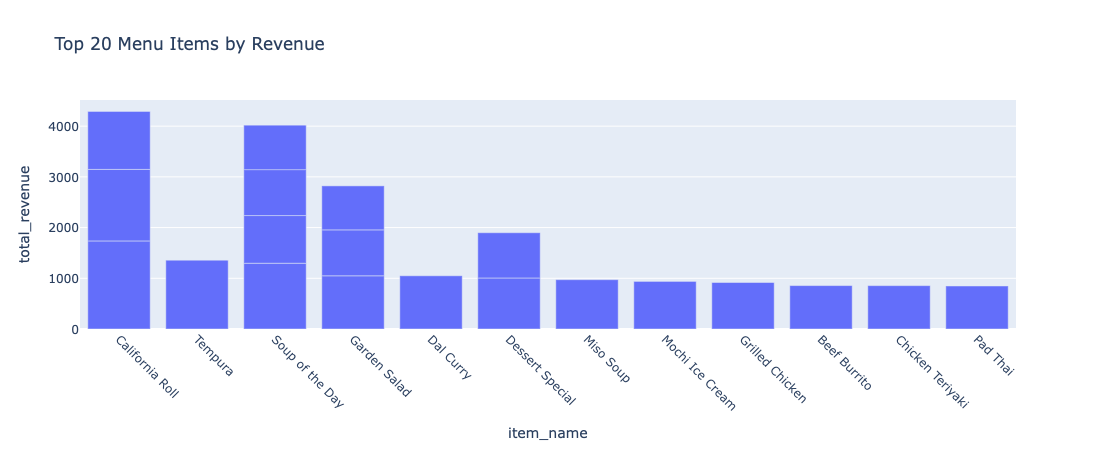 Top 20 Menu Items by Revenue
total_revenue
4000
3000
2000
1000
0
California Roll
Tempura
Soup of the Day
Garden Salad
Dal Curry
Dessert Special
Miso Soup
Mochi Ice Cream
Grilled Chicken
Beef Burrito
Chicken Teriyaki
Pad Thai
item_name